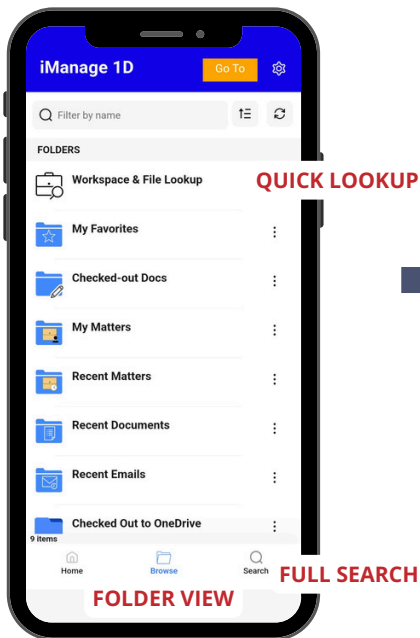 iManage 1D
Go To
Filter by name
FOLDERS
Workspace & File Lookup
QUICK LOOKUP
My Favorites
Checked-out Docs
My Matters
Recent Matters
Recent Documents
Recent Emails
Checked Out to OneDrive
9 items
Home
Browse
Search
FULL SEARCH
FOLDER VIEW